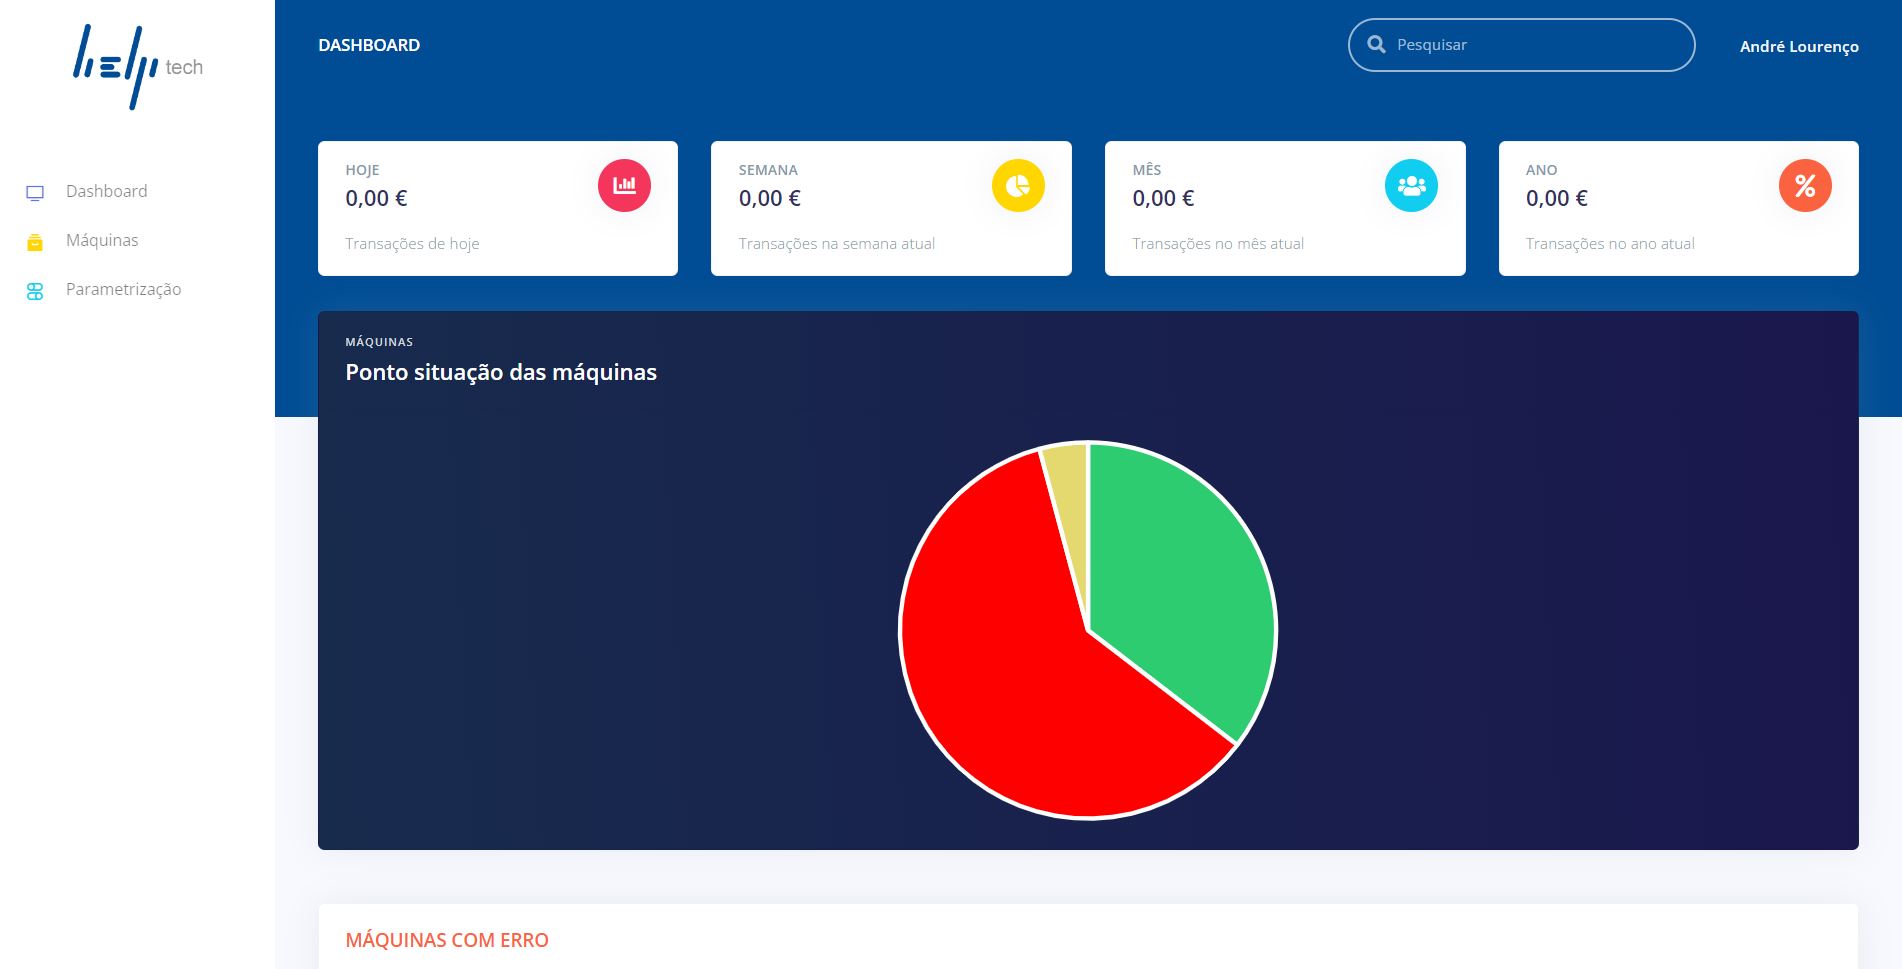 help tech
DASHBOARD
Pesquisar
André Lourenço
Dashboard
Máquinas
Parametrização
HOJE
0,00 €
Transações de hoje
SEMANA
0,00 €
Transações na semana atual
MÊS
0,00 €
Transações no mês atual
ANO
0,00 €
Transações no ano atual
MÁQUINAS
Ponto situação das máquinas
MÁQUINAS COM ERRO